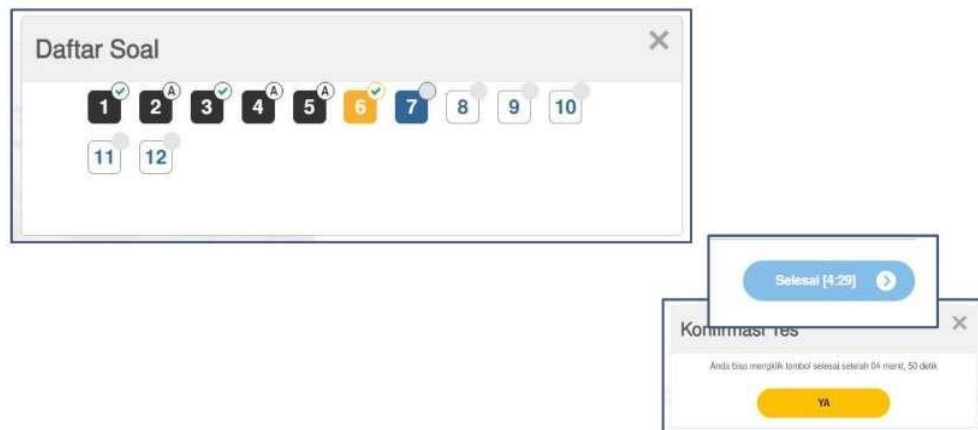 Daftar Soal
1 2 A 3 4 A 5 A 6 7 8 9 10
11 12
Selesai [4:29]
Konfirmasi Tes
Anda bisa mengklik tombol selesai setelah 04 menit, 50 detik
YA